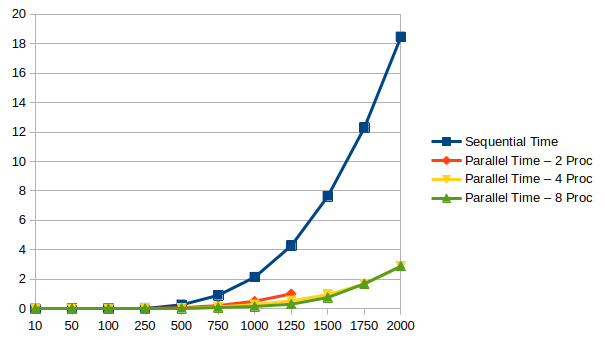 20
18
16
14
12
10
8
6
4
2
0
10 50 100 250 500 750 1000 1250 1500 1750 2000
Sequential Time
Parallel Time – 2 Proc
Parallel Time – 4 Proc
Parallel Time – 8 Proc